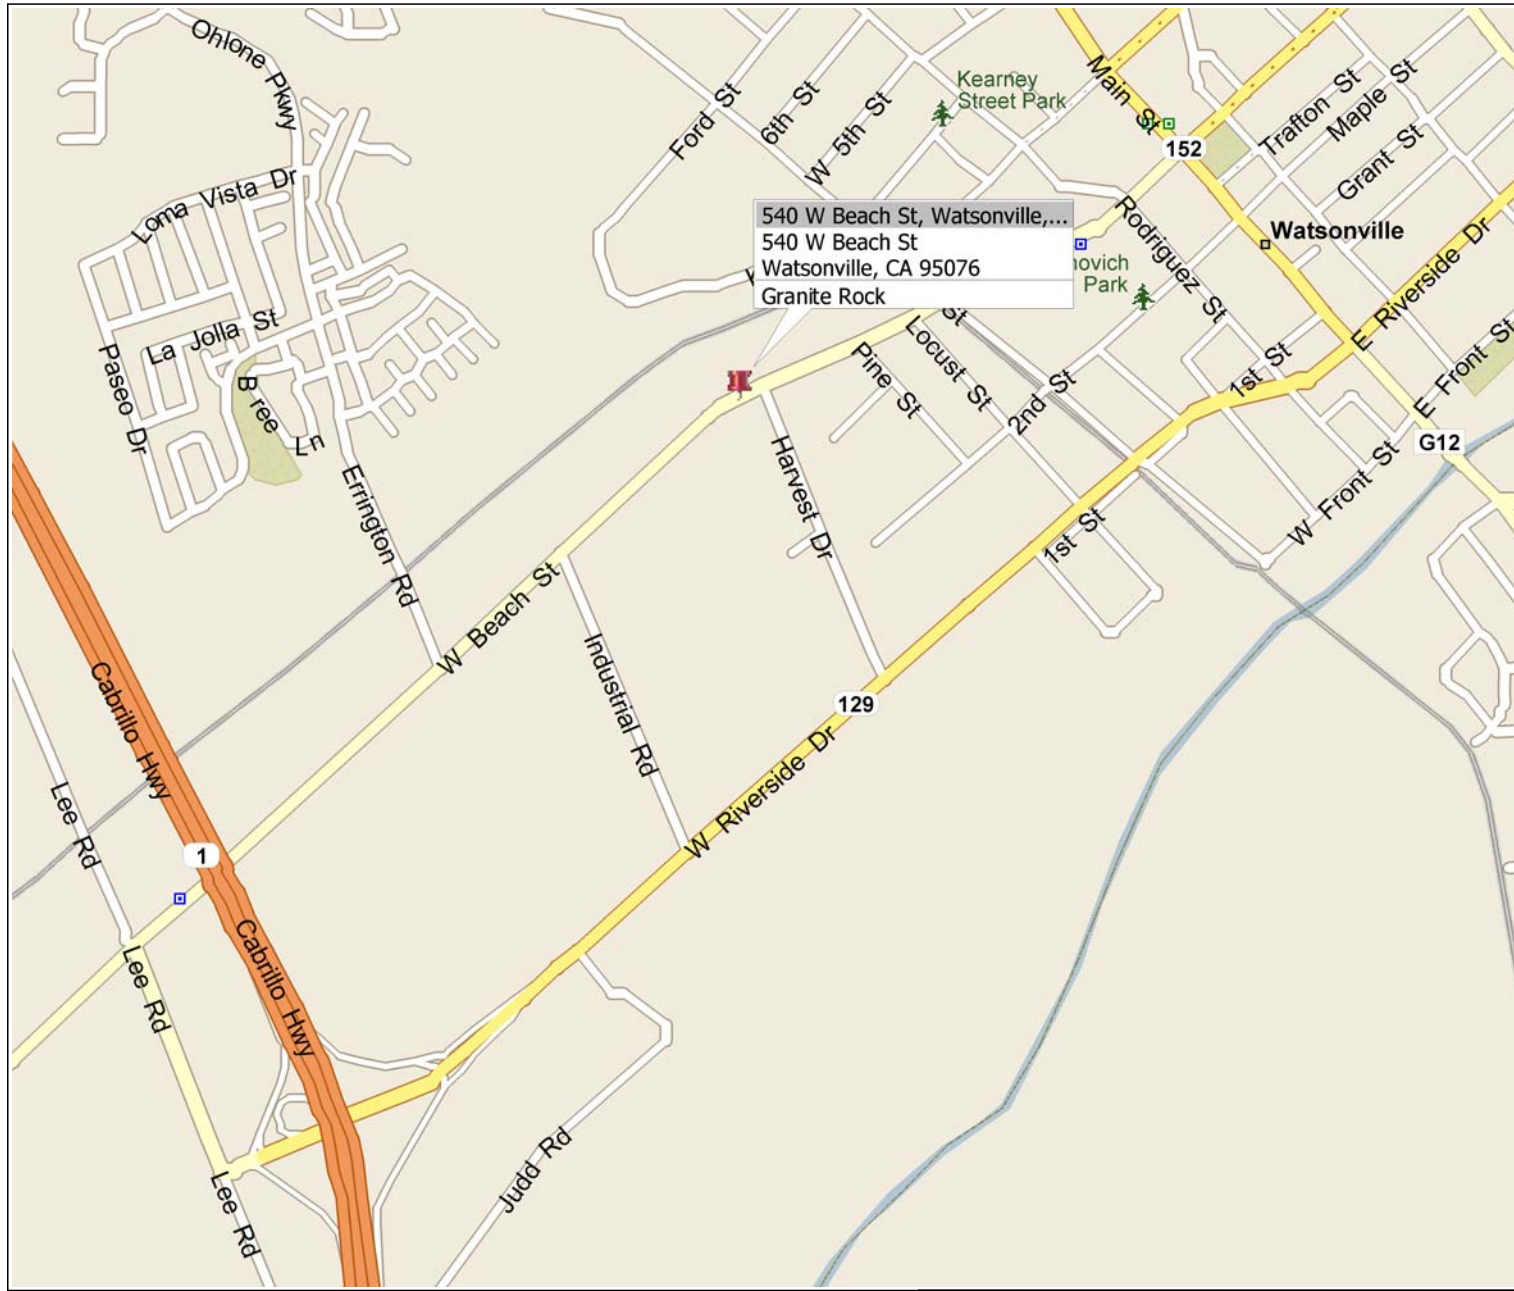 Ohlone Pkwy
Kearney
Street Park
Main St
Ford St
6th St
W 5th St
152
Trafton St
Maple St
Grant St
Loma Vista Dr
540 W Beach St, Watsonville,...
540 W Beach St
Watsonville, CA 95076
Granite Rock
Rodriguez St
Watsonville
novich
Park
E Riverside Dr
La Jolla St
Paseo Dr
Bree Ln
St
Locust St
Pine St
2nd St
1st St
E Front St
G12
W Front St
Harvest Dr
Errington Rd
1st St
W Beach St
Industrial Rd
Cabrillo Hwy
129
W Riverside Dr
Lee Rd
1
Cabrillo Hwy
Lee Rd
Judd Rd
Lee Rd